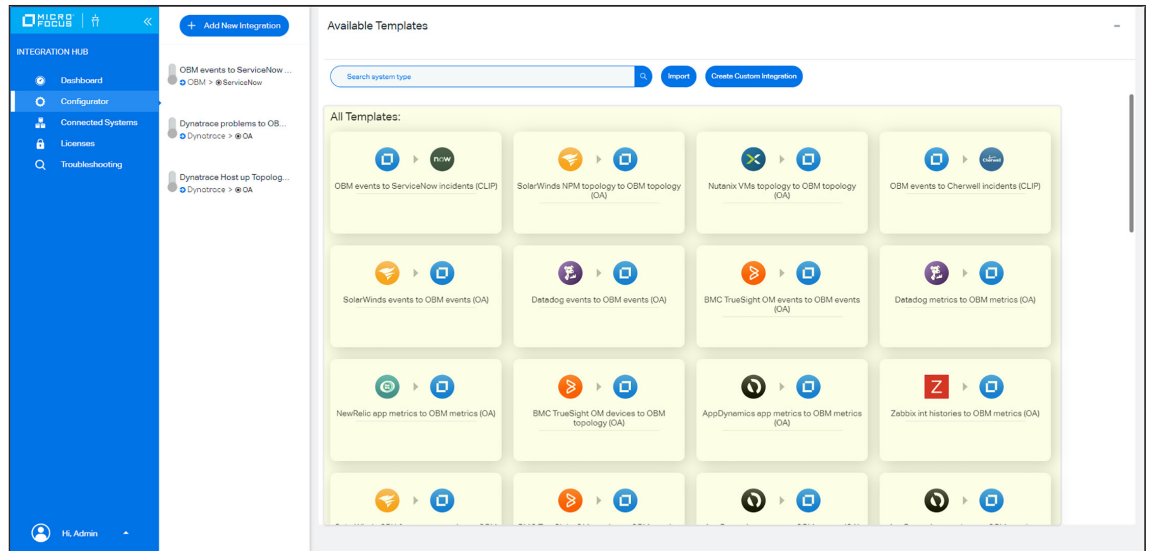 MICRO
FOCUS
INTEGRATION HUB
Dashboard
Configurator
Connected Systems
Licenses
Troubleshooting
Hi, Admin
+ Add New Integration
OBM events to ServiceNow ...
OBM > ServiceNow
Dynatrace problems to OB...
Dynatrace > OA
Dynatrace Host up Topolog...
Dynatrace > OA
Available Templates
Search system type
Import
Create Custom Integration
All Templates:
now
OBM events to ServiceNow incidents (CLIP)
SolarWinds NPM topology to OBM topology
(OA)
Nutanix VMs topology to OBM topology
(OA)
Cherwell
OBM events to Cherwell incidents (CLIP)
SolarWinds events to OBM events (OA)
Datadog events to OBM events (OA)
BMC TrueSight OM events to OBM events
(OA)
Datadog metrics to OBM metrics (OA)
NewRelic app metrics to OBM metrics (OA)
BMC TrueSight OM devices to OBM
topology (OA)
AppDynamics app metrics to OBM metrics
(OA)
Z
Zabbix int histories to OBM metrics (OA)